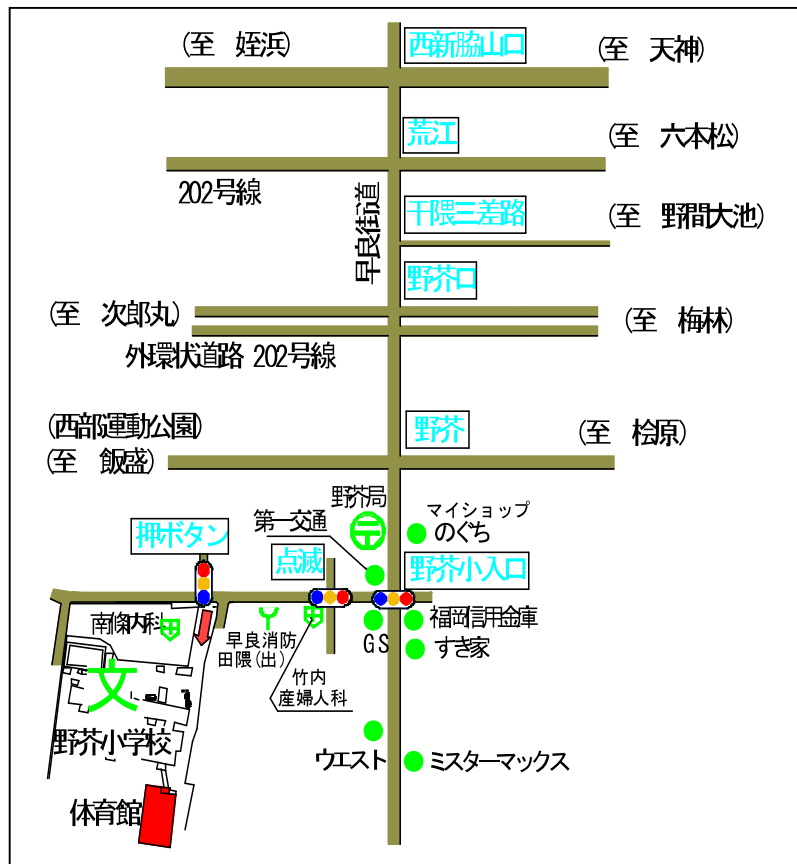 (至 姪浜)
西新脇山口
(至 天神)
荒江
(至 六本松)
202号線
早良街道
干隈三差路
(至 野間大池)
野芥口
(至 次郎丸)
(至 梅林)
外環状道路 202号線
(西部運動公園)
(至 飯盛)
野芥
(至 桧原)
野芥局
マイショップ
のぐち
第一交通
押ボタン
点滅
野芥小入口
南條内科
早良消防
田隈(出)
GS
福岡信用金庫
すき家
竹内
産婦人科
文
野芥小学校
ウエスト
ミスターマックス
体育館